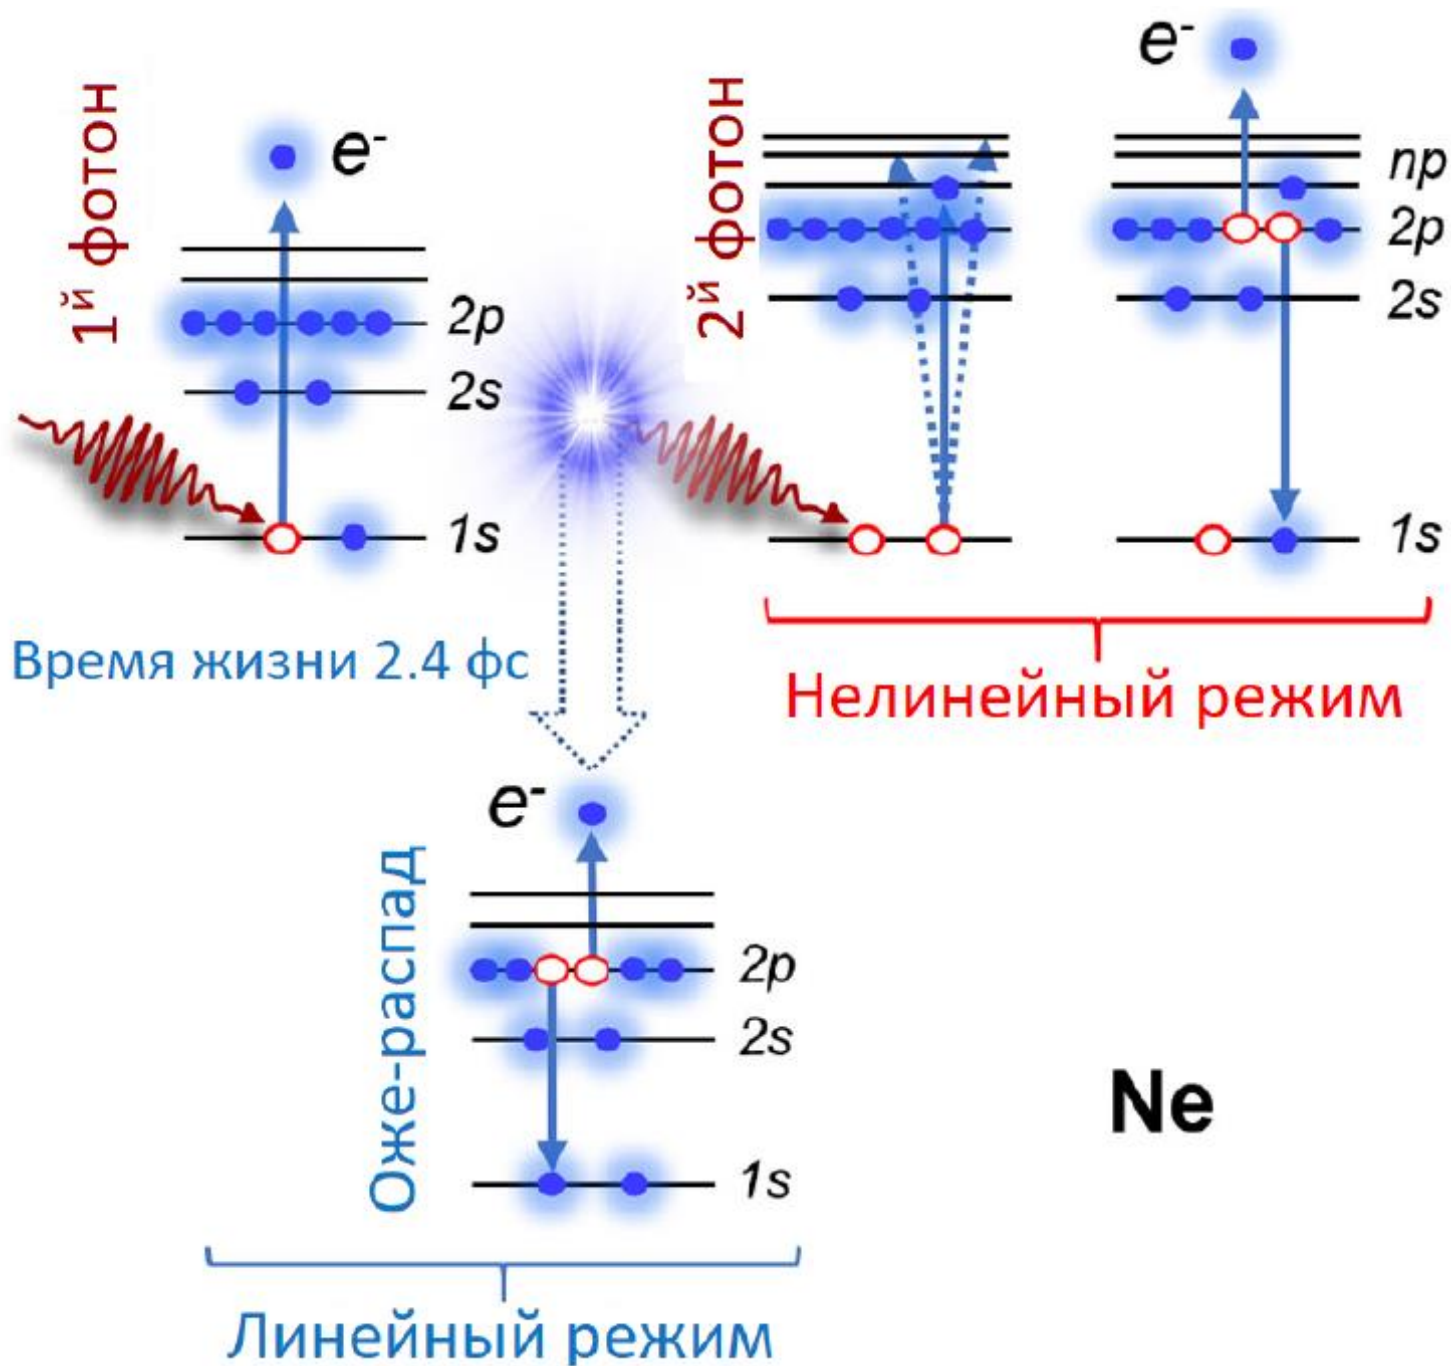 1й фотон
e-
2p
2s
1s
Время жизни 2.4 фс
2й фотон
e-
np
2p
2s
1s
Нелинейный режим
Оже-распад
e-
2p
2s
1s
Линейный режим
Ne